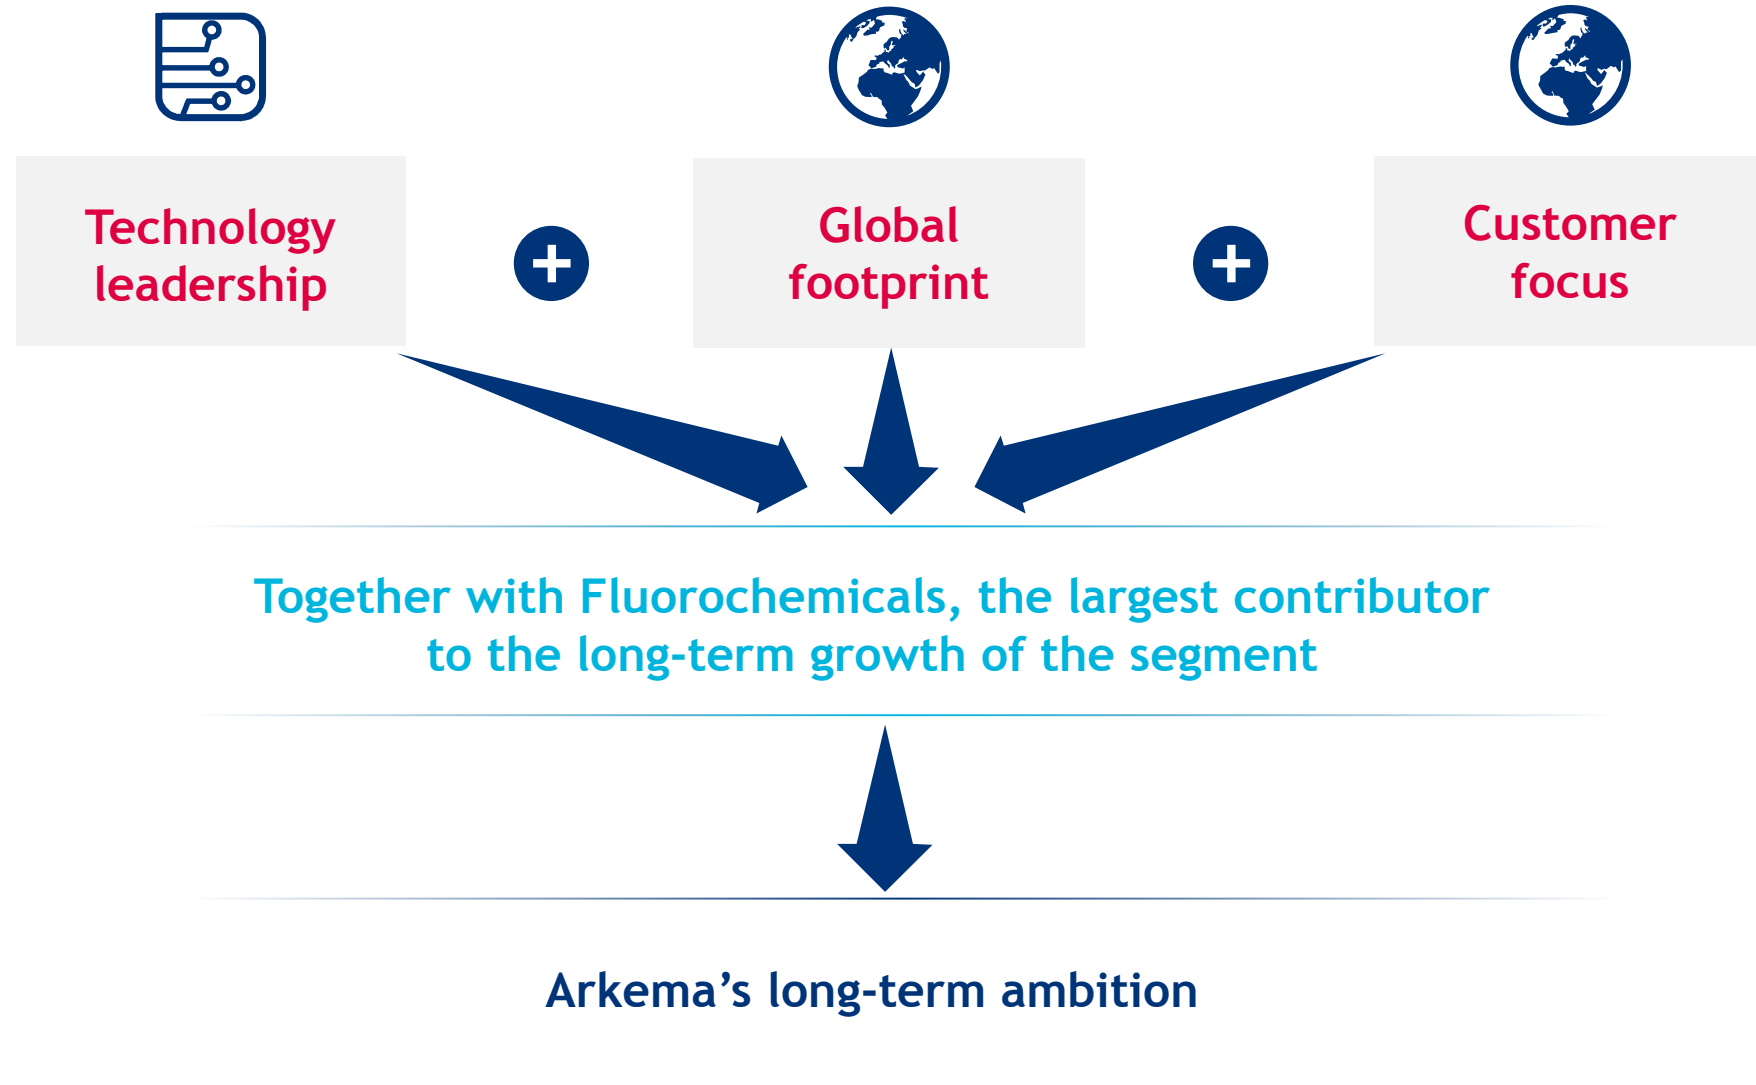 Technology
leadership
Global
footprint
Customer
focus
Together with Fluorochemicals, the largest contributor
to the long-term growth of the segment
Arkema’s long-term ambition